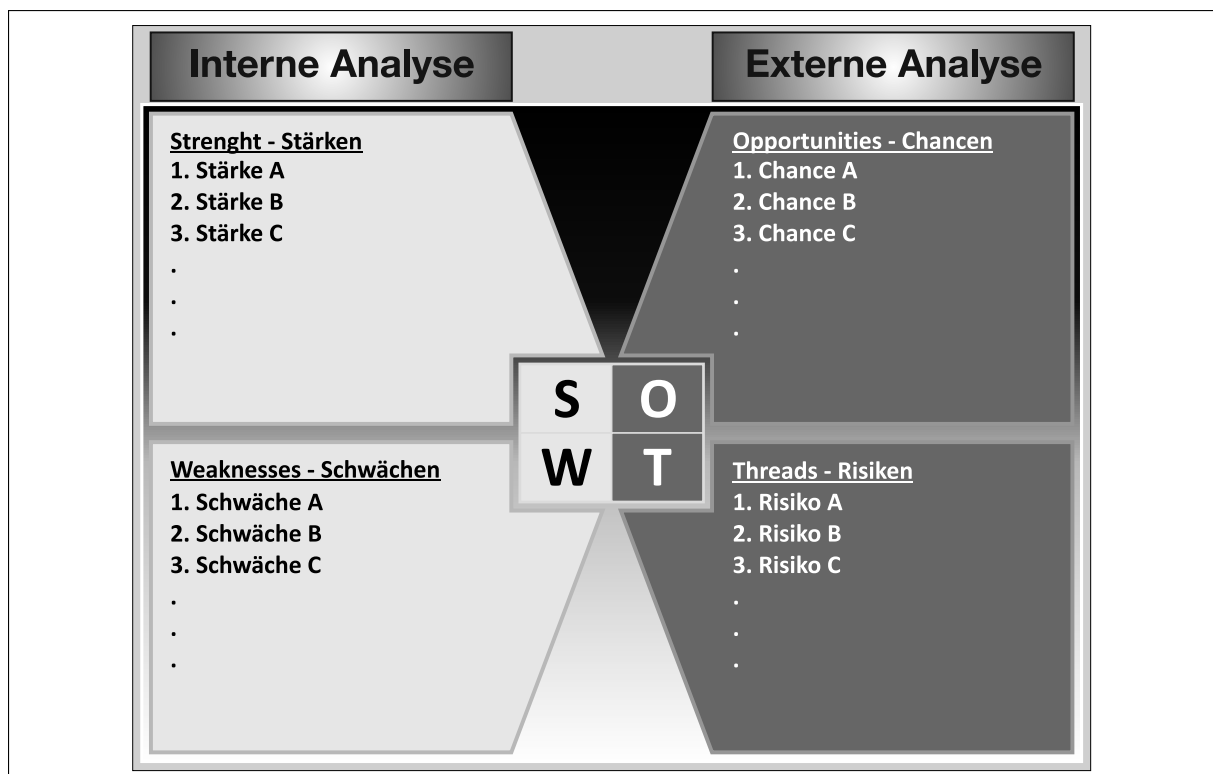 Interne Analyse
Externe Analyse
Strenght - Stärken
1. Stärke A
2. Stärke B
3. Stärke C
.
.
.
Opportunities - Chancen
1. Chance A
2. Chance B
3. Chance C
.
.
.
S O
W T
Weaknesses - Schwächen
1. Schwäche A
2. Schwäche B
3. Schwäche C
.
.
.
Threads - Risiken
1. Risiko A
2. Risiko B
3. Risiko C
.
.
.